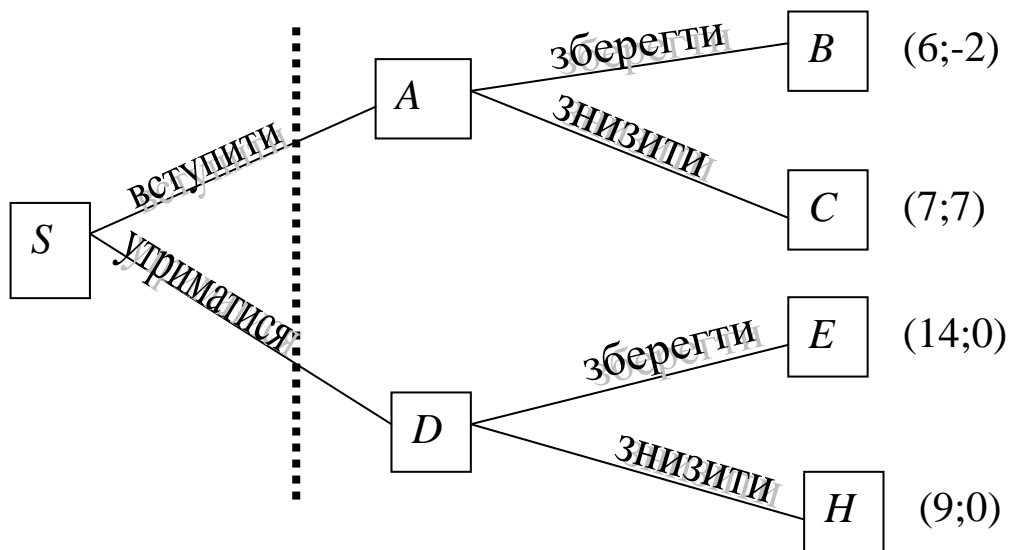 зберегти
B
(6;-2)
A
знизити
вступити
C
(7;7)
S
утриматися
зберегти
E
(14;0)
D
знизити
H
(9;0)